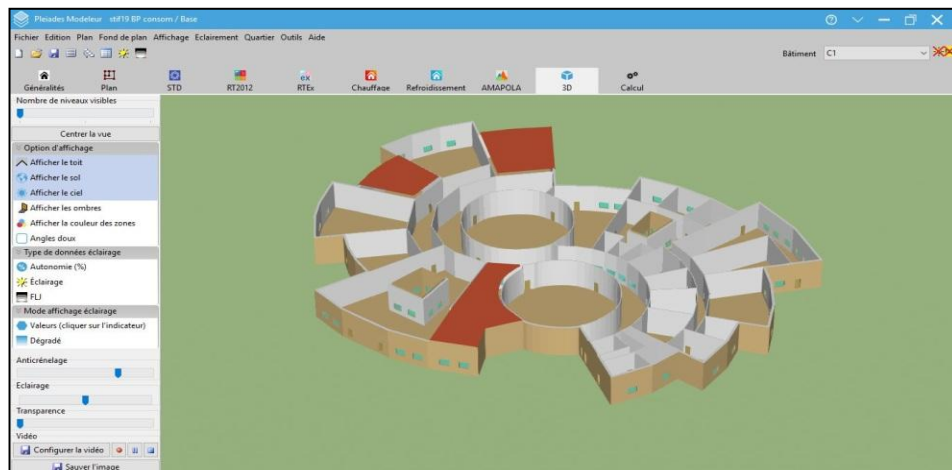 Pleiades Modeleur   stif19 BP consom / Base
Fichier Edition Plan Fond de plan Affichage Eclairement Quartier Outils Aide
Bâtiment C1
Généralités Plan STD RT2012 RTEx Chauffage Refroidissement AMAPOLA 3D Calcul
Nombre de niveaux visibles
Centrer la vue
Option d'affichage
Afficher le toit
Afficher le sol
Afficher le ciel
Afficher les ombres
Afficher la couleur des zones
Angles doux
Type de données éclairage
Autonomie (%)
Éclairage
FLJ
Mode affichage éclairage
Valeurs (cliquer sur l'indicateur)
Dégradé
Anticrénelage
Eclairage
Transparence
Vidéo
Configurer la vidéo
Sauver l'image